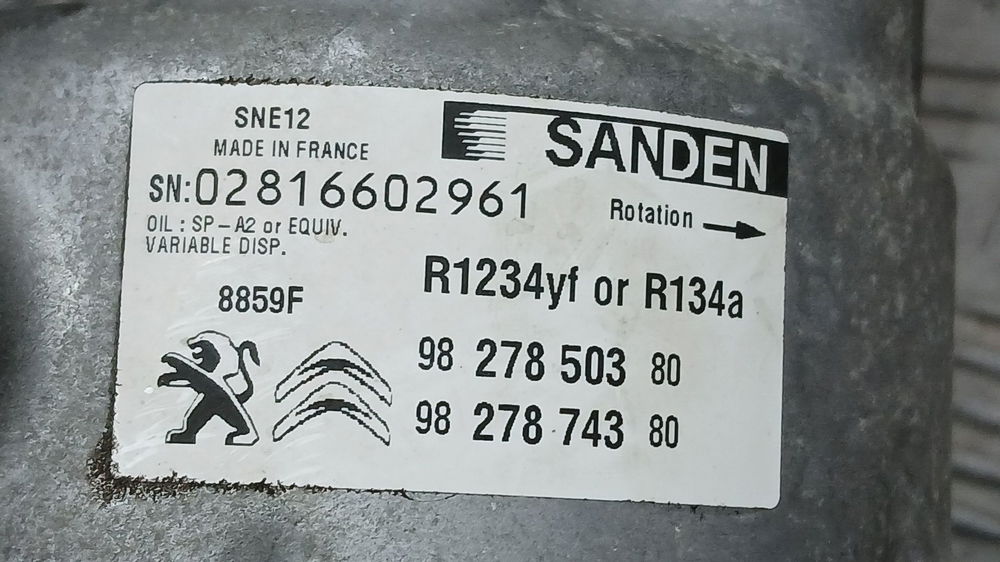 SNE12
MADE IN FRANCE
SANDEN
SN:02816602961
Rotation
OIL : SP-A2 or EQUIV.
VARIABLE DISP.
R1234yf or R134a
8859F
98 278 503 80
98 278 743 80